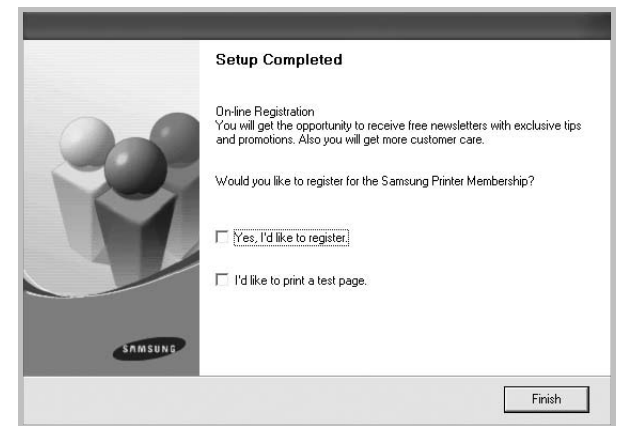 Setup Completed
On-line Registration
You will get the opportunity to receive free newsletters with exclusive tips
and promotions. Also you will get more customer care.
Would you like to register for the Samsung Printer Membership?
Yes, I'd like to register.
I'd like to print a test page.
SAMSUNG
Finish